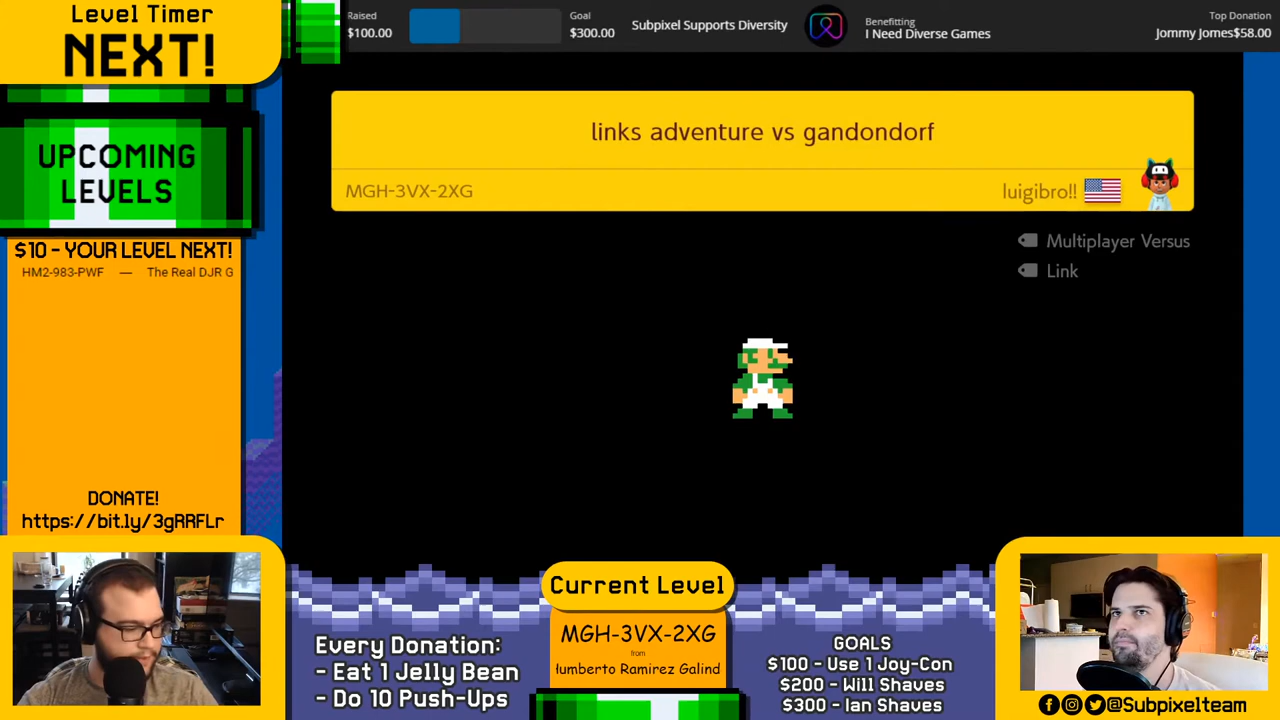 Level Timer
NEXT!
Raised
$100.00
Goal
$300.00
Subpixel Supports Diversity
Benefitting
I Need Diverse Games
Top Donation
Jommy Jomes$58.00
UPCOMING
LEVELS
$10 - YOUR LEVEL NEXT!
HM2-983-PWF — The Real DJR G
links adventure vs gandondorf
MGH-3VX-2XG
luigibro!!
Multiplayer Versus
Link
DONATE!
https://bit.ly/3gRRFLr
Every Donation:
- Eat 1 Jelly Bean
- Do 10 Push-Ups
Current Level
MGH-3VX-2XG
from
Humberto Ramirez Galind
GOALS
$100 - Use 1 Joy-Con
$200 - Will Shaves
$300 - Ian Shaves
@Subpixelteam